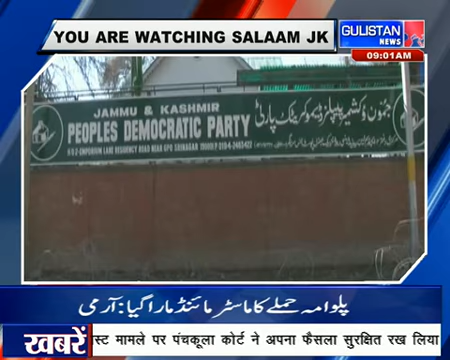 YOU ARE WATCHING SALAAM JK
GULISTAN
NEWS
09:01AM
JAMMU & KASHMIR
PEOPLES DEMOCRATIC PARTY
جموں و کشمیر پیپلز ڈیموکریٹک پارٹی
پلوامہ حملے کا ماسٹر مائنڈ مارا گیا: آرمی
खबरें
स्ट मामले पर पंचकूला कोर्ट ने अपना फैसला सुरक्षित रख लिया